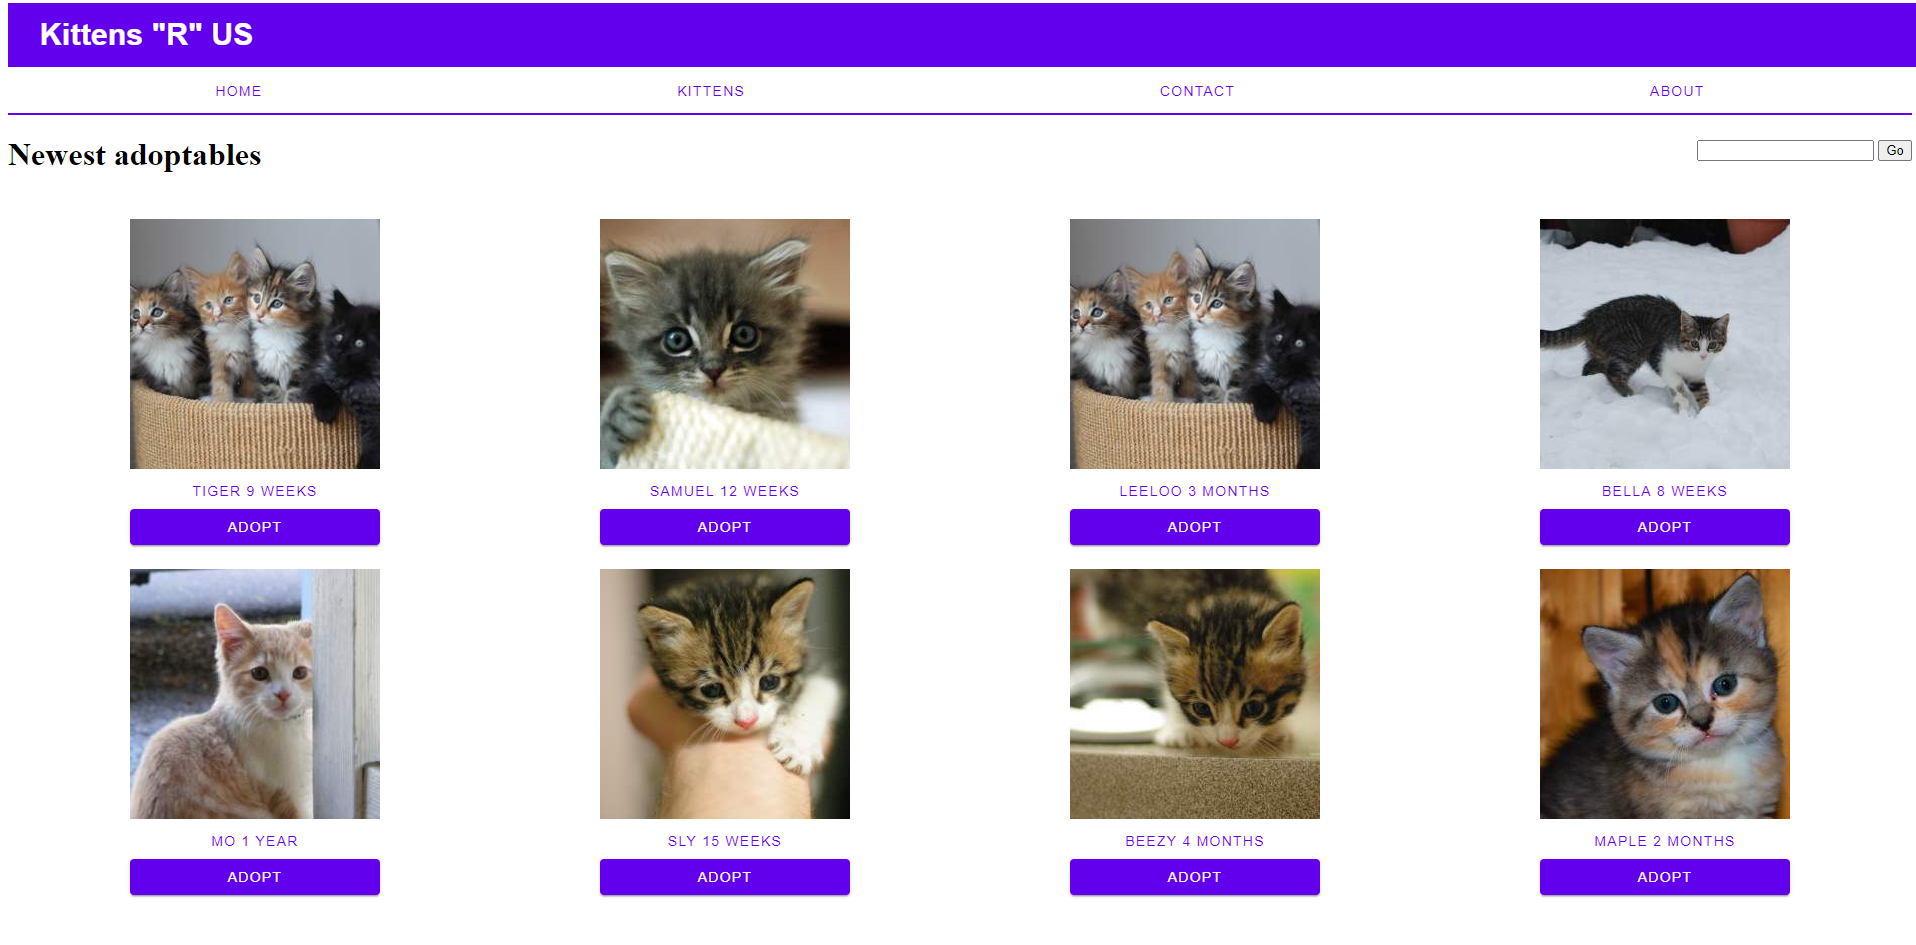 Kittens "R" US
HOME KITTENS CONTACT ABOUT
Newest adoptables Go
TIGER 9 WEEKS SAMUEL 12 WEEKS LEELOO 3 MONTHS BELLA 8 WEEKS
ADOPT ADOPT ADOPT ADOPT
MO 1 YEAR SLY 15 WEEKS BEEZY 4 MONTHS MAPLE 2 MONTHS
ADOPT ADOPT ADOPT ADOPT